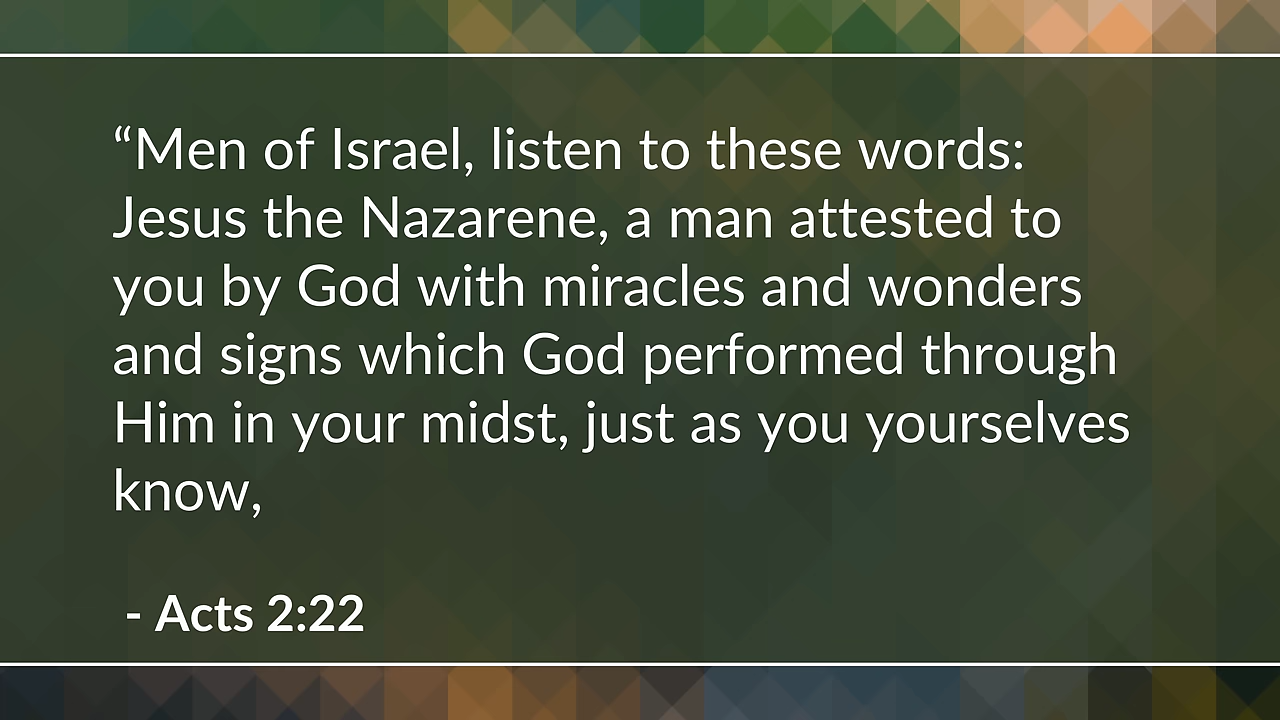 “Men of Israel, listen to these words:
Jesus the Nazarene, a man attested to
you by God with miracles and wonders
and signs which God performed through
Him in your midst, just as you yourselves
know,
- Acts 2:22